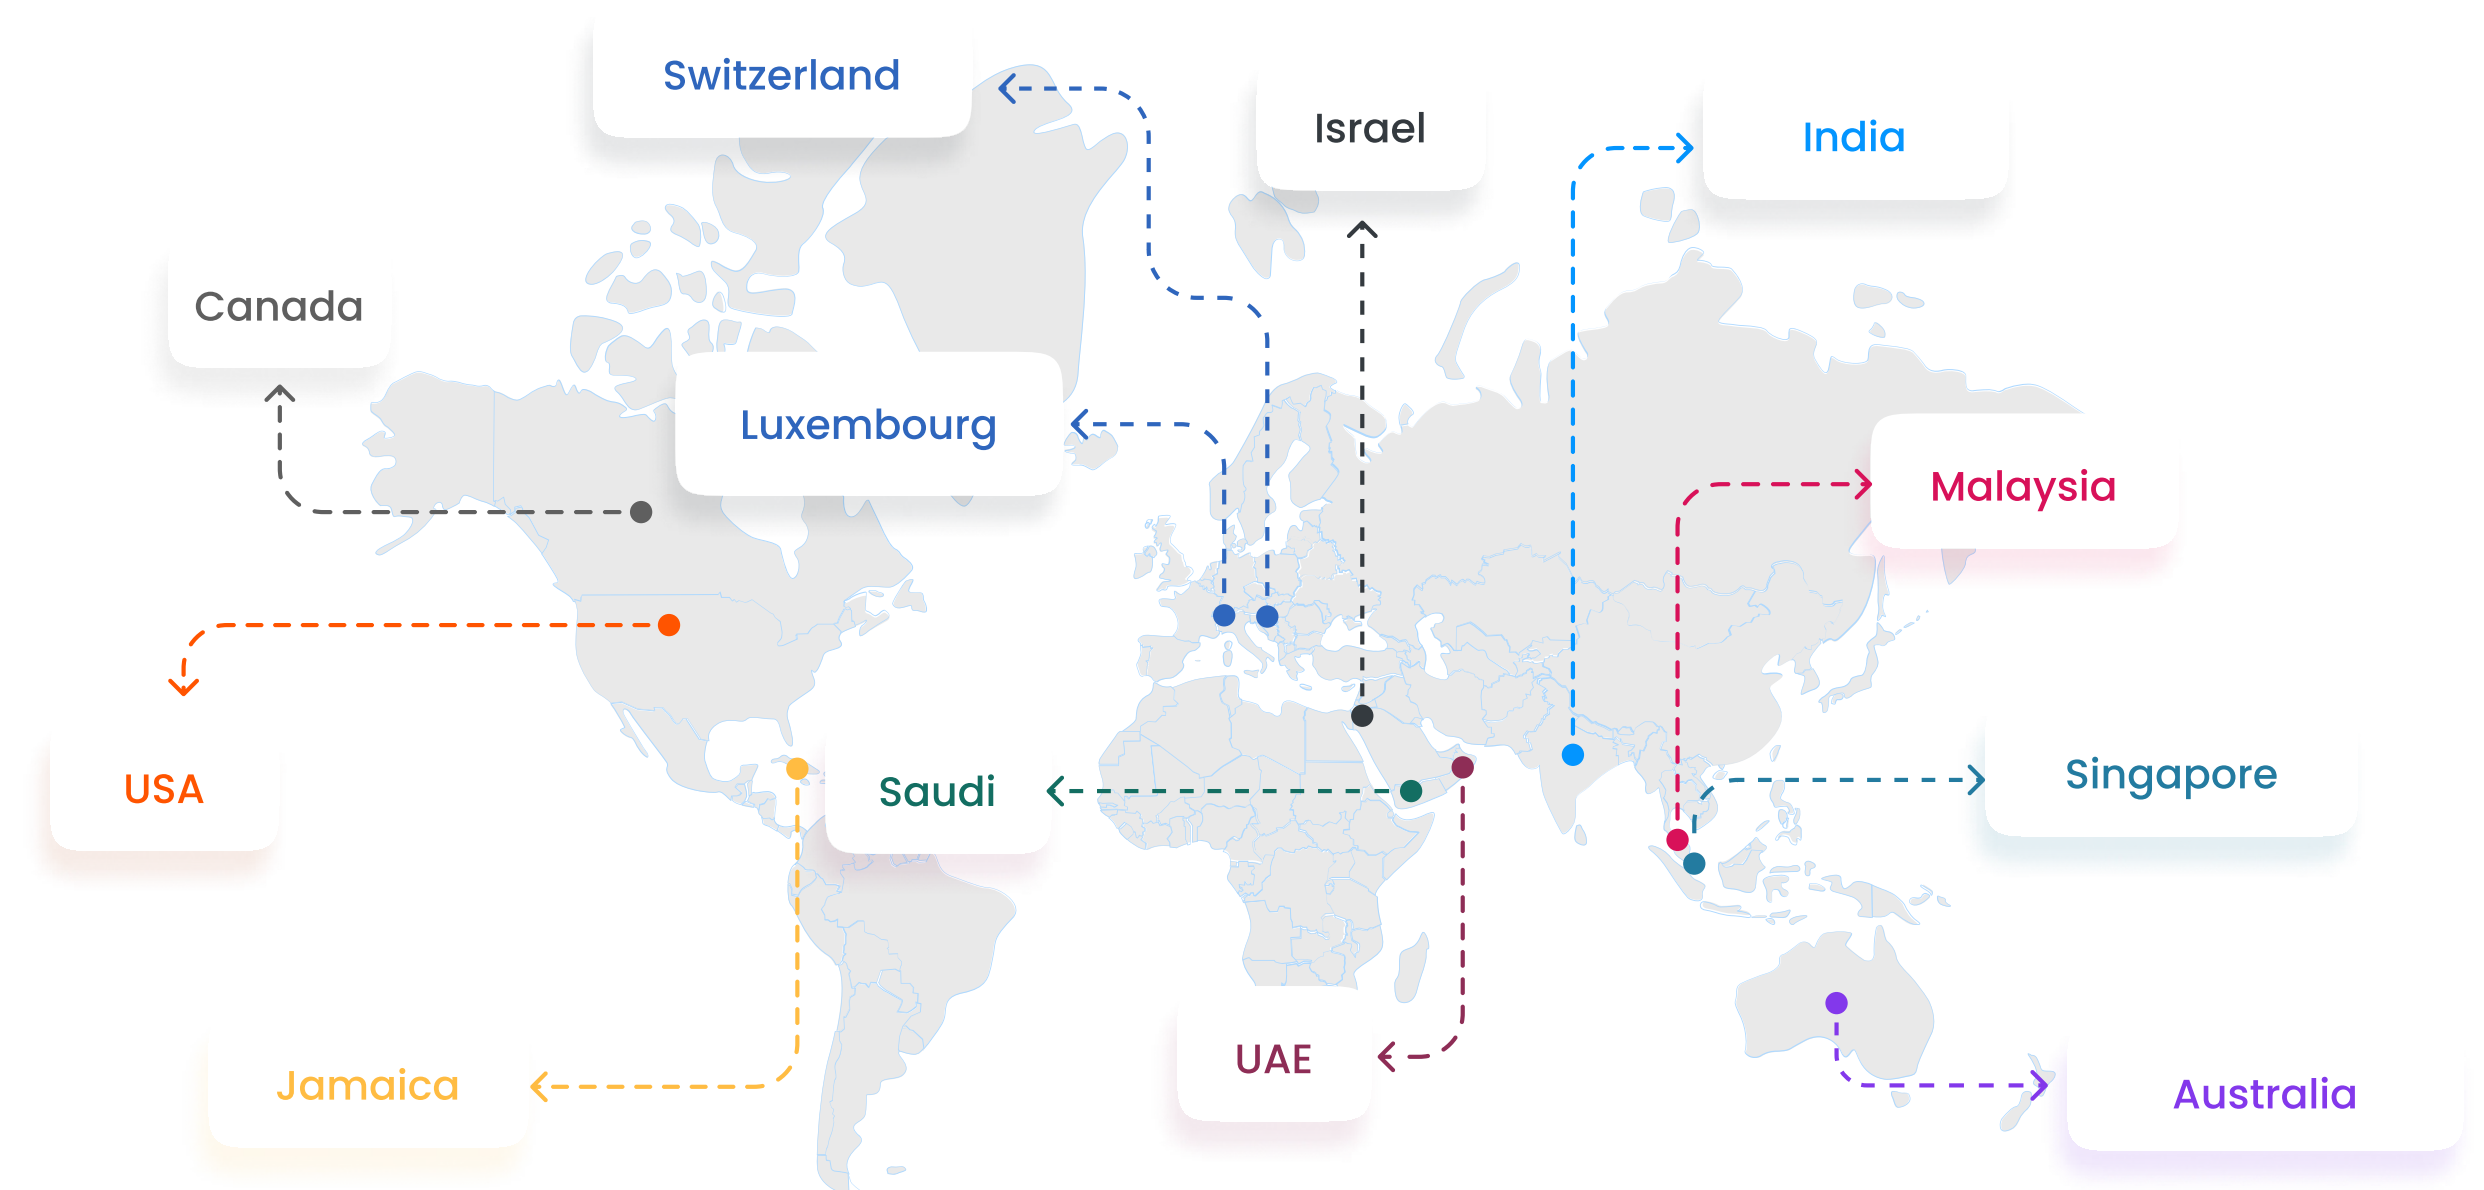 Switzerland
Israel
India
Canada
Luxembourg
Malaysia
USA
Saudi
Singapore
UAE
Jamaica
Australia